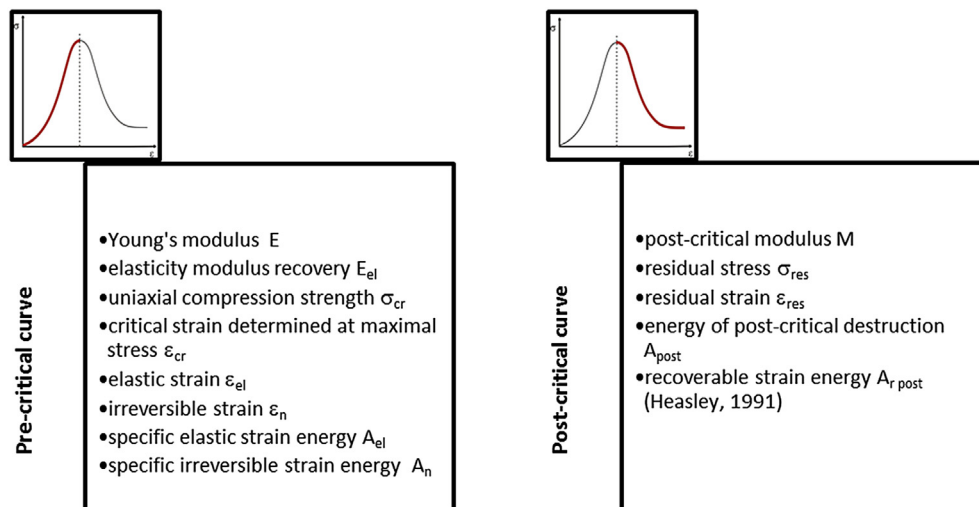 σ
ε
Pre-critical curve
•Young's modulus E
•elasticity modulus recovery Eel
•uniaxial compression strength σcr
•critical strain determined at maximal
stress εcr
•elastic strain εel
•irreversible strain εn
•specific elastic strain energy Ael
•specific irreversible strain energy An
σ
ε
Post-critical curve
•post-critical modulus M
•residual stress σres
•residual strain εres
•energy of post-critical destruction
Apost
•recoverable strain energy Ar post
(Heasley, 1991)